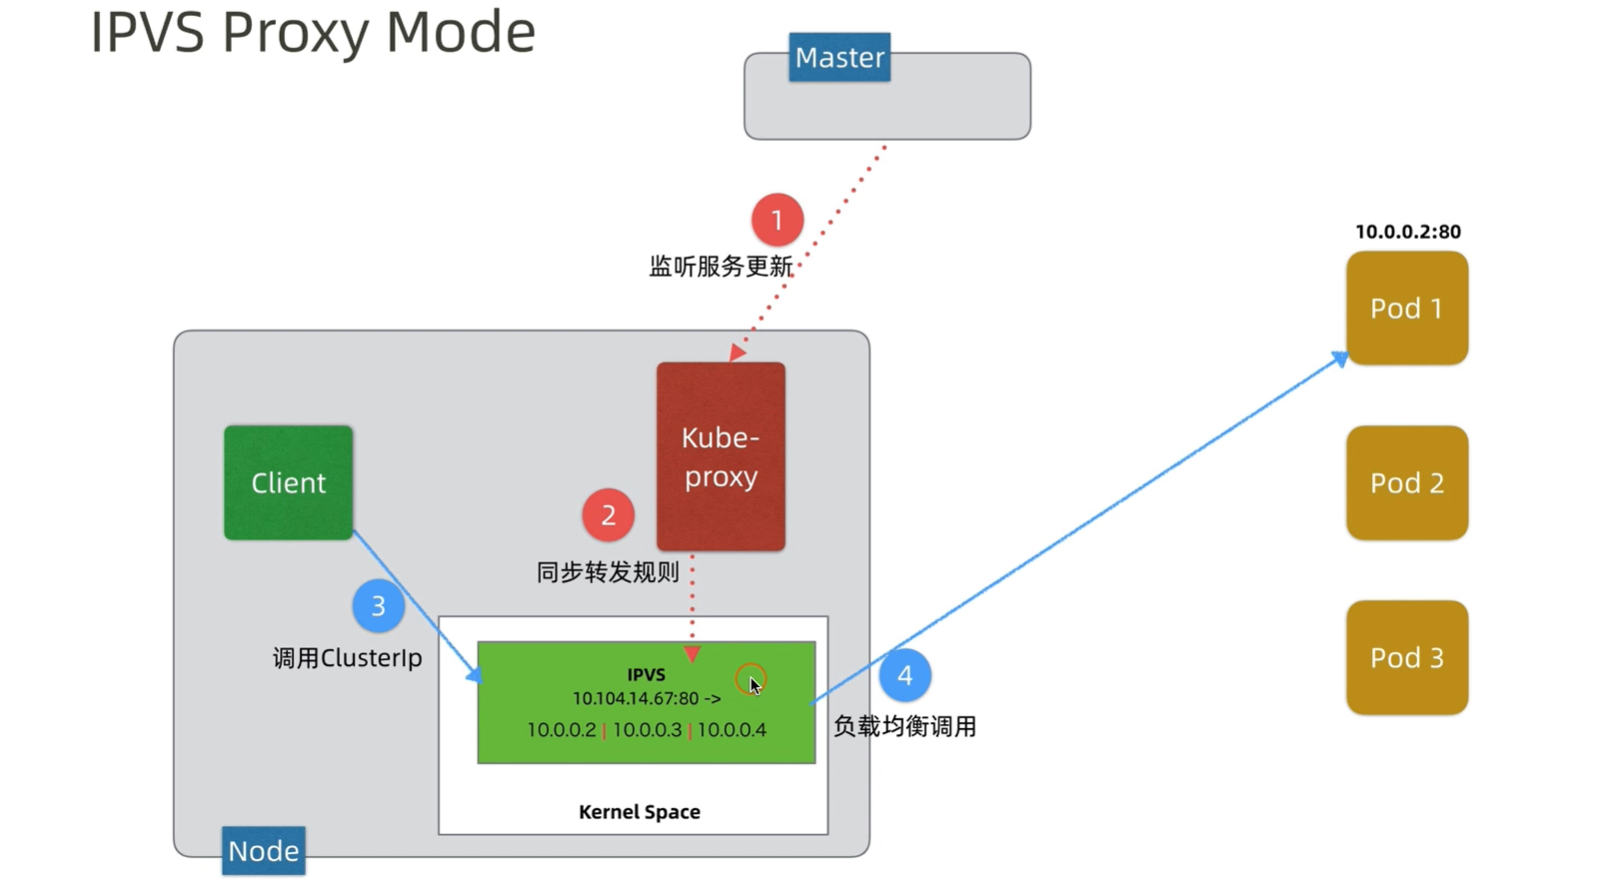 IPVS Proxy Mode
Master
1
监听服务更新
10.0.0.2:80
Pod 1
Kube-
proxy
Client
Pod 2
2
同步转发规则
3
调用ClusterIp
IPVS
10.104.14.67:80 ->
10.0.0.2 | 10.0.0.3 | 10.0.0.4
4
负载均衡调用
Pod 3
Kernel Space
Node